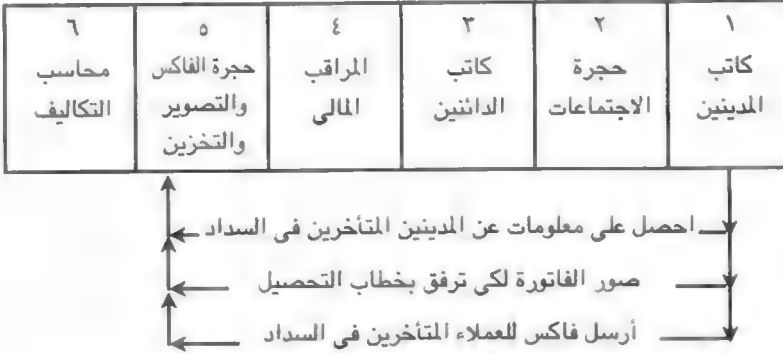 ١
كاتب
المدينين
٢
حجرة
الاجتماعات
٣
كاتب
الدائنين
٤
المراقب
المالى
٥
حجرة الفاكس
والتصوير
والتخزين
٦
محاسب
التكاليف
احصل على معلومات عن المدينين المتأخرين فى السداد
صور الفاتورة لكى ترفق بخطاب التحصيل
أرسل فاكس للعملاء المتأخرين فى السداد